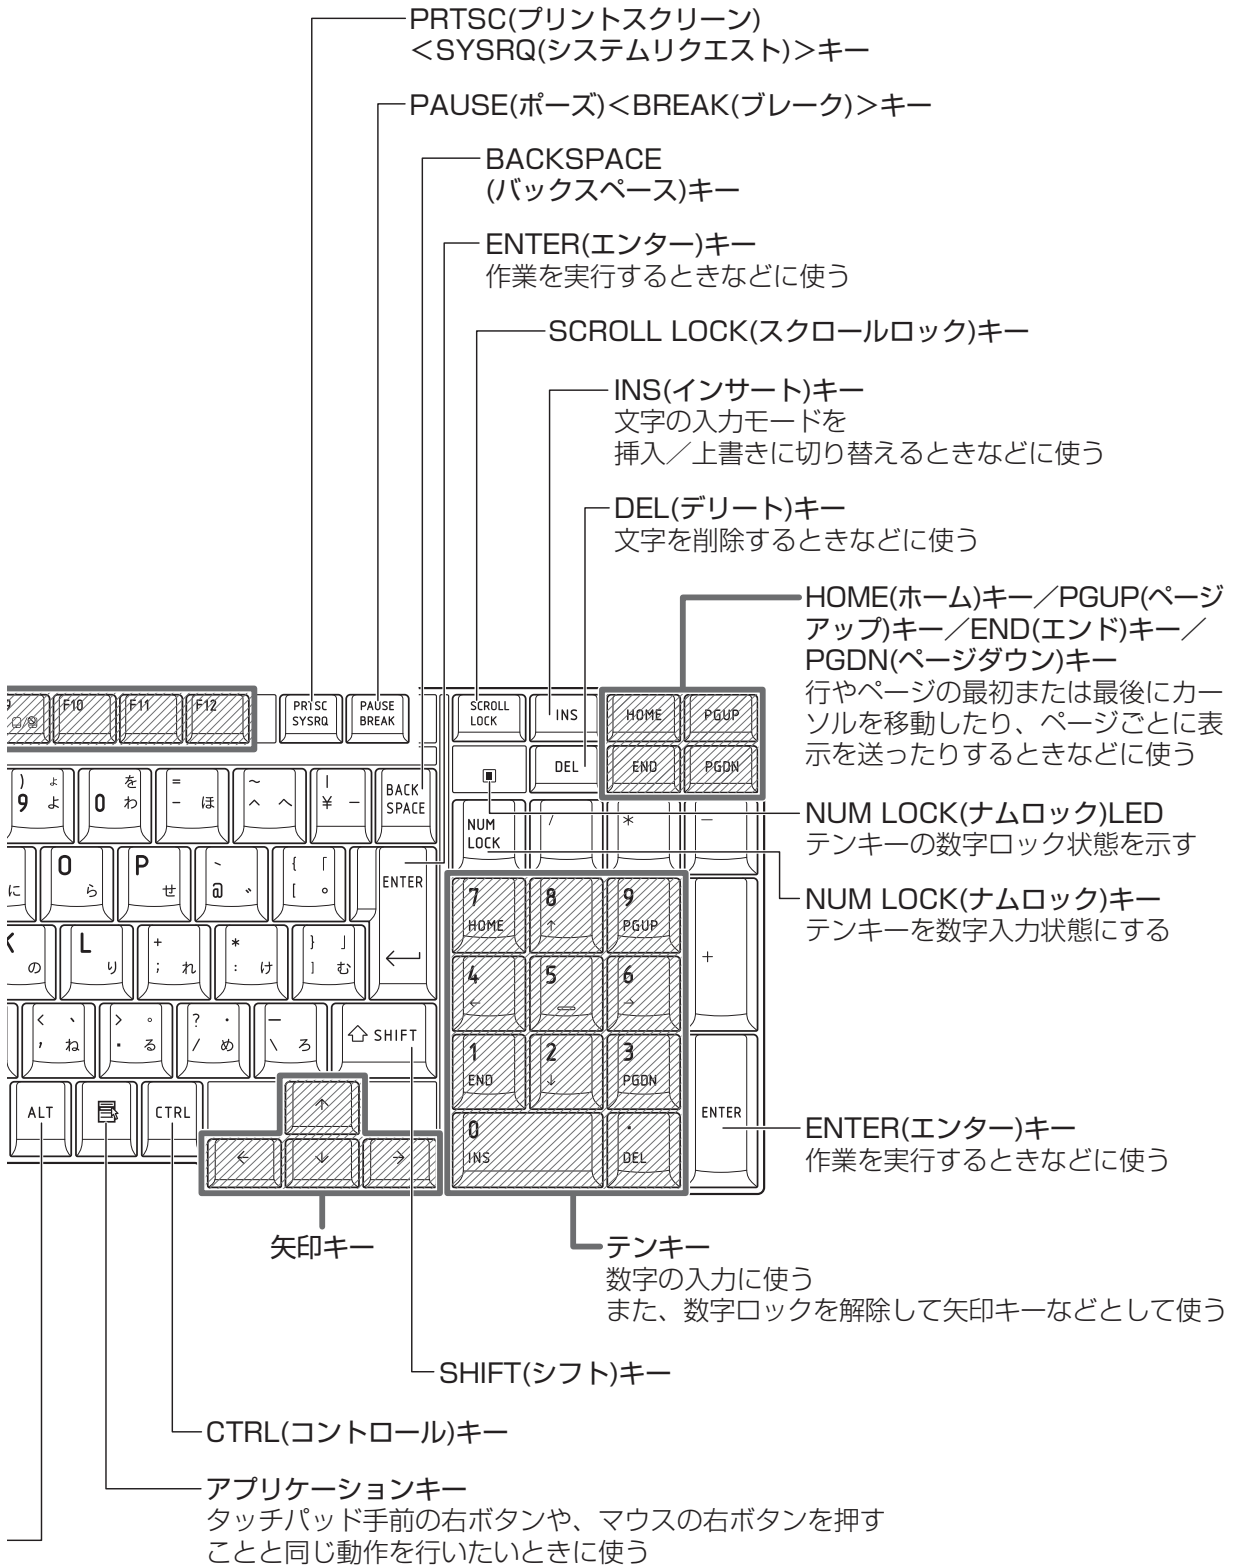 PRTSC(プリントスクリーン)
<SYSRQ(システムリクエスト)>キー
PAUSE(ポーズ)<BREAK(ブレーク)>キー
BACKSPACE
(バックスペース)キー
ENTER(エンター)キー
作業を実行するときなどに使う
SCROLL LOCK(スクロールロック)キー
INS(インサート)キー
文字の入力モードを
挿入／上書きに切り替えるときなどに使う
DEL(デリート)キー
文字を削除するときなどに使う
HOME(ホーム)キー／PGUP(ページ
アップ)キー／END(エンド)キー／
PGDN(ページダウン)キー
行やページの最初または最後にカー
ソルを移動したり、ページごとに表
示を送ったりするときなどに使う
NUM LOCK(ナムロック)LED
テンキーの数字ロック状態を示す
NUM LOCK(ナムロック)キー
テンキーを数字入力状態にする
ENTER(エンター)キー
作業を実行するときなどに使う
F10 F11 F12 PRTSC SYSRQ PAUSE BREAK SCROLL LOCK INS HOME PGUP
DEL END PGDN
) ょ 9 よ を 0 わ = - ほ ~ ^ へ | ¥ ー BACK SPACE NUM LOCK / * -
に O ら P せ ` @ ゛ { 「 [ ゜ ENTER 7 HOME 8 ↑ 9 PGUP
K の L り + ; れ * : け } 」 ] む ← 4 ← 5 6 → +
< 、 , ね > 。 . る ? ・ / め _ \ ろ SHIFT 1 END 2 ↓ 3 PGDN
ALT CTRL ↑ 0 INS . DEL ENTER
← ↓ →
矢印キー
テンキー
数字の入力に使う
また、数字ロックを解除して矢印キーなどとして使う
SHIFT(シフト)キー
CTRL(コントロール)キー
アプリケーションキー
タッチパッド手前の右ボタンや、マウスの右ボタンを押す
ことと同じ動作を行いたいときに使う